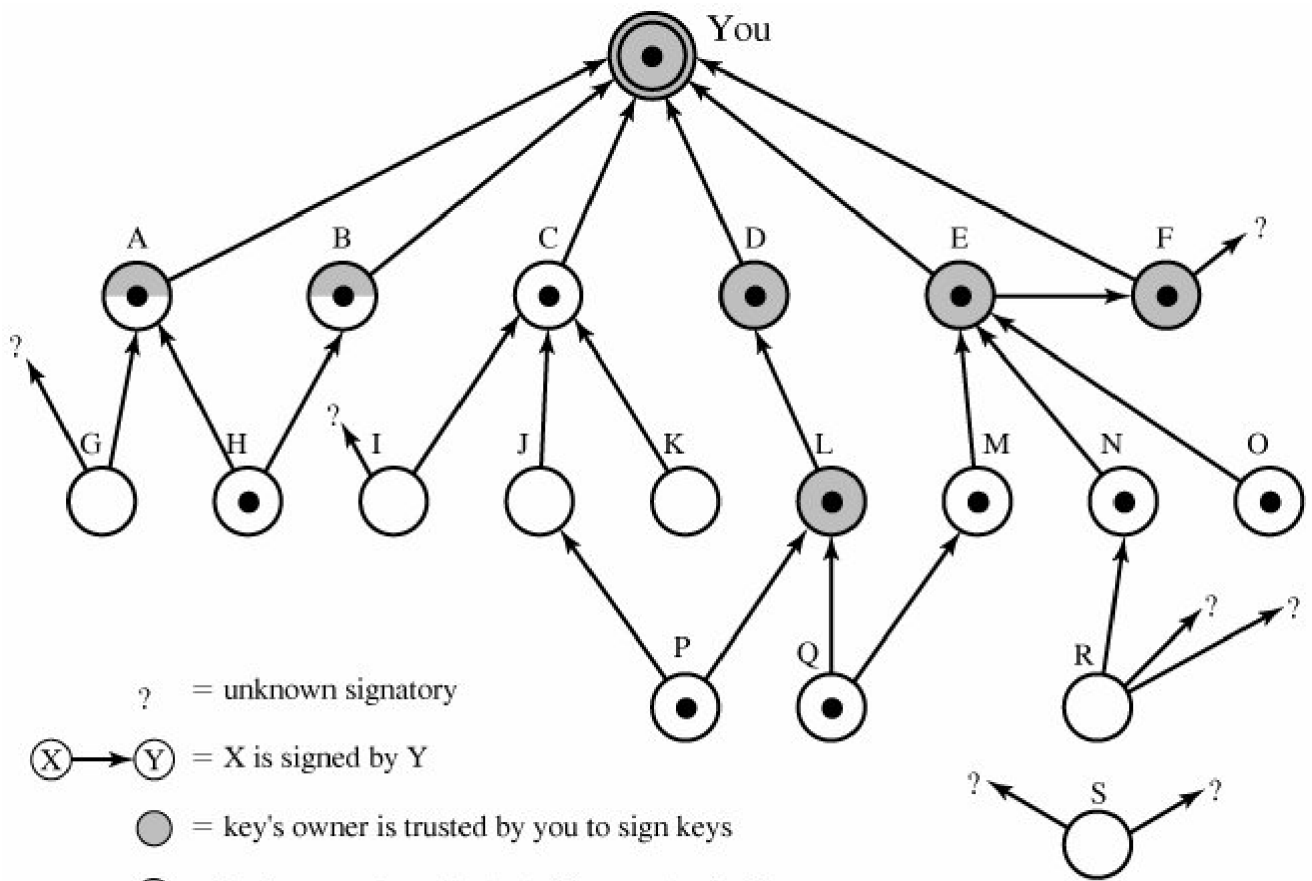 You
A B C D E F ?
?
G H ? I J K L M N O
? ?
P Q R
? = unknown signatory
X Y = X is signed by Y
? S ?
= key's owner is trusted by you to sign keys